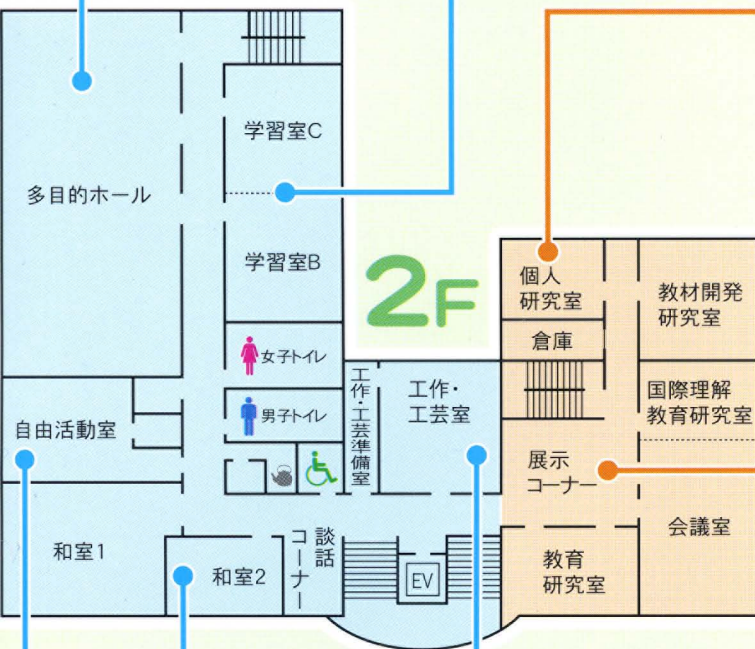 学習室C
多目的ホール
学習室B
2F
女子トイレ
男子トイレ
自由活動室
工作・工芸準備室
工作・
工芸室
和室1
和室2
談話
コーナー
EV
個人
研究室
倉庫
教材開発
研究室
国際理解
教育研究室
展示
コーナー
会議室
教育
研究室